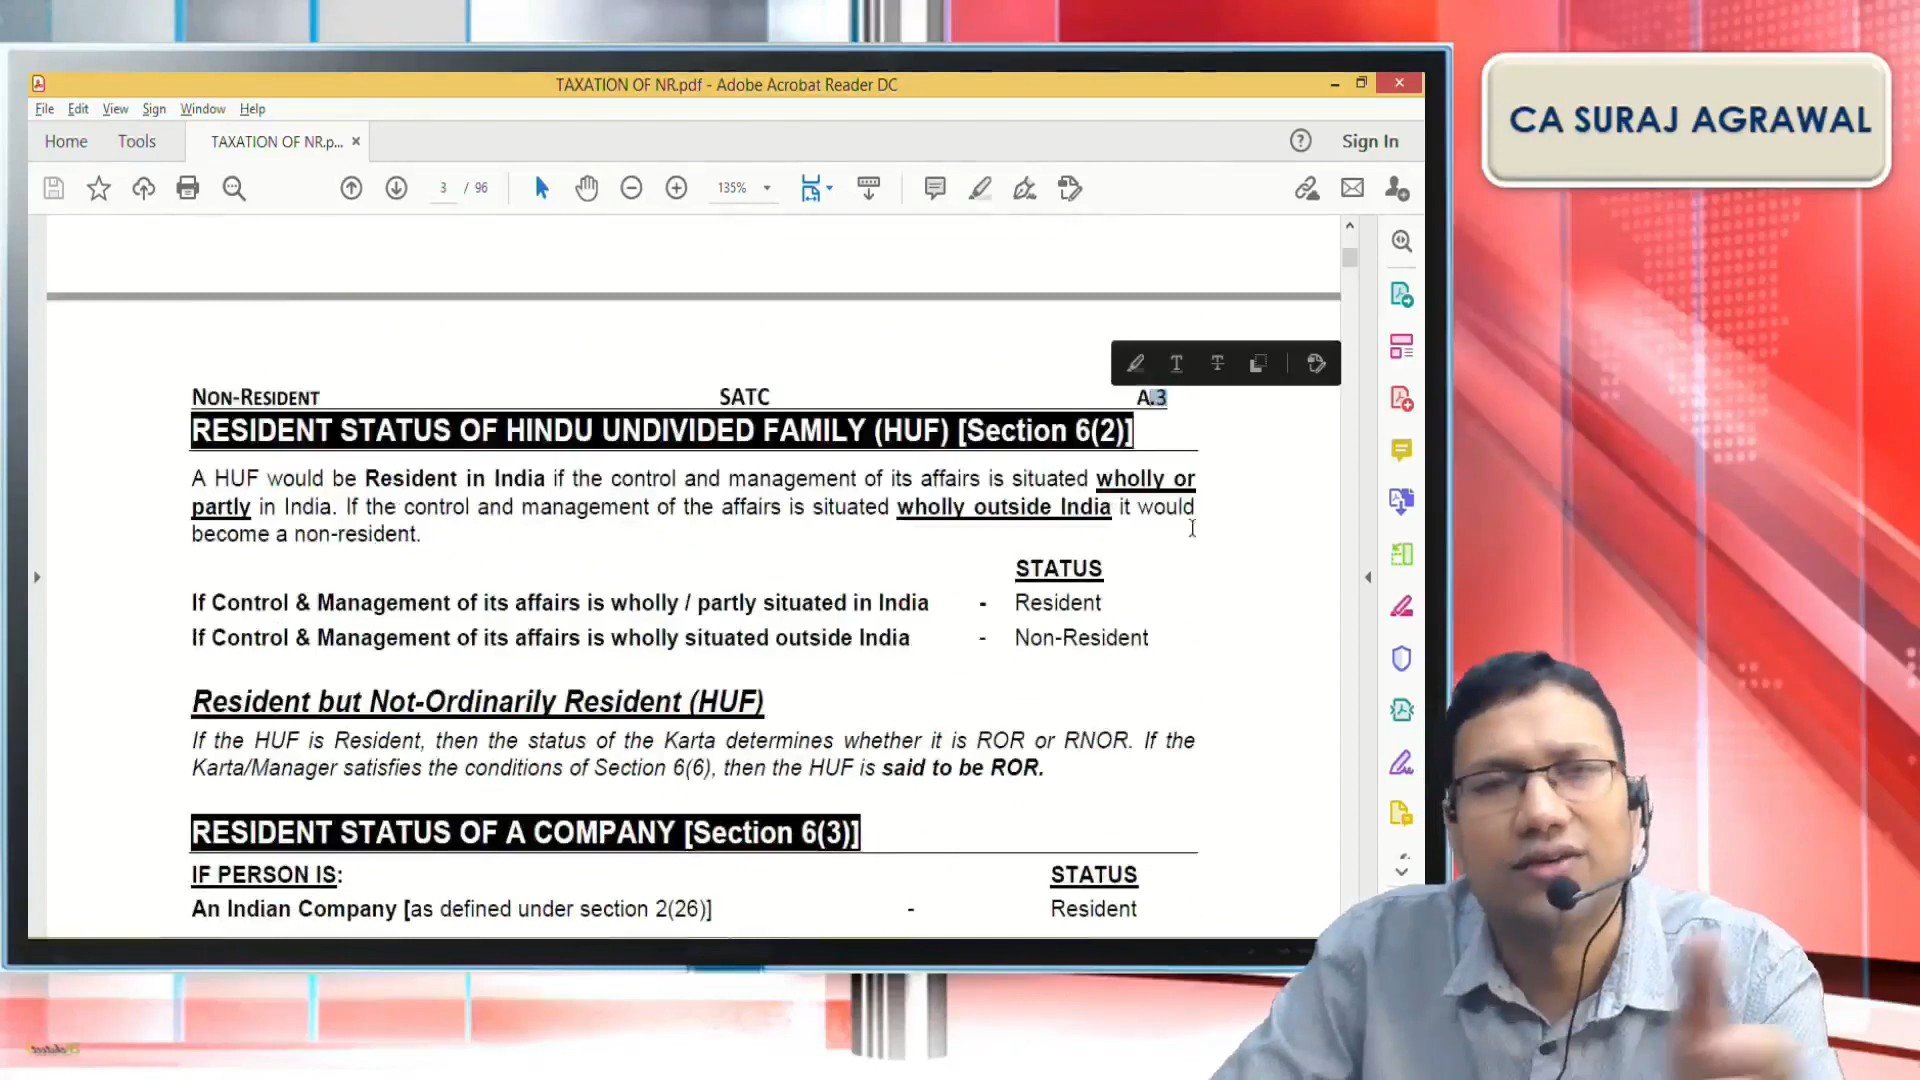 CA SURAJ AGRAWAL
TAXATION OF NR.pdf - Adobe Acrobat Reader DC
File Edit View Sign Window Help
Home Tools TAXATION OF NR.p... × Sign In
3 / 96 135%
NON-RESIDENT SATC A.3
RESIDENT STATUS OF HINDU UNDIVIDED FAMILY (HUF) [Section 6(2)]
A HUF would be Resident in India if the control and management of its affairs is situated wholly or
partly in India. If the control and management of the affairs is situated wholly outside India it would
become a non-resident.
STATUS
If Control & Management of its affairs is wholly / partly situated in India - Resident
If Control & Management of its affairs is wholly situated outside India - Non-Resident
Resident but Not-Ordinarily Resident (HUF)
If the HUF is Resident, then the status of the Karta determines whether it is ROR or RNOR. If the
Karta/Manager satisfies the conditions of Section 6(6), then the HUF is said to be ROR.
RESIDENT STATUS OF A COMPANY [Section 6(3)]
IF PERSON IS: STATUS
An Indian Company [as defined under section 2(26)] - Resident